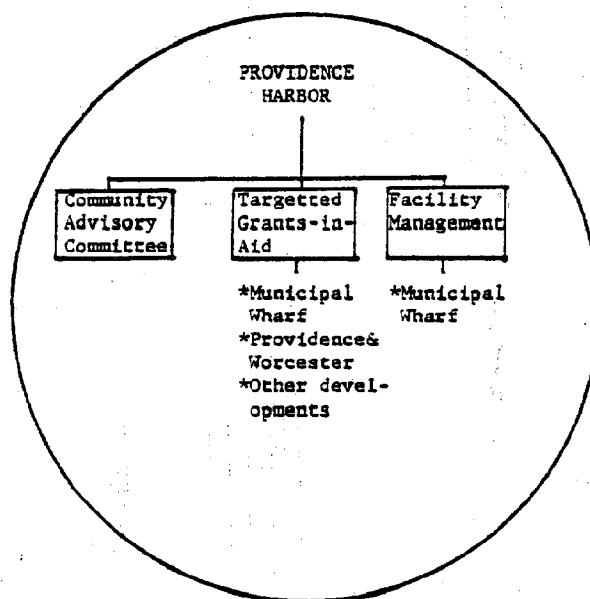 PROVIDENCE
HARBOR
Community
Advisory
Committee
Targetted
Grants-in-
Aid
Facility
Management
*Municipal
Wharf
*Providence&
Worcester
*Other devel-
opments
*Municipal
Wharf